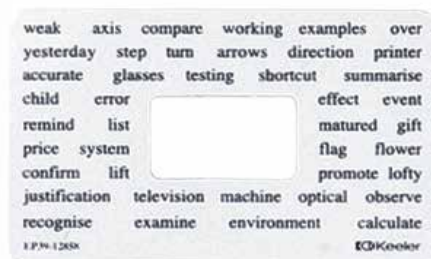 weak axis compare working examples over
yesterday step turn arrows direction printer
accurate glasses testing shortcut summarise
child error effect event
remind list matured gift
price system flag flower
confirm lift promote lofty
justification television machine optical observe
recognise examine environment calculate
Keeler